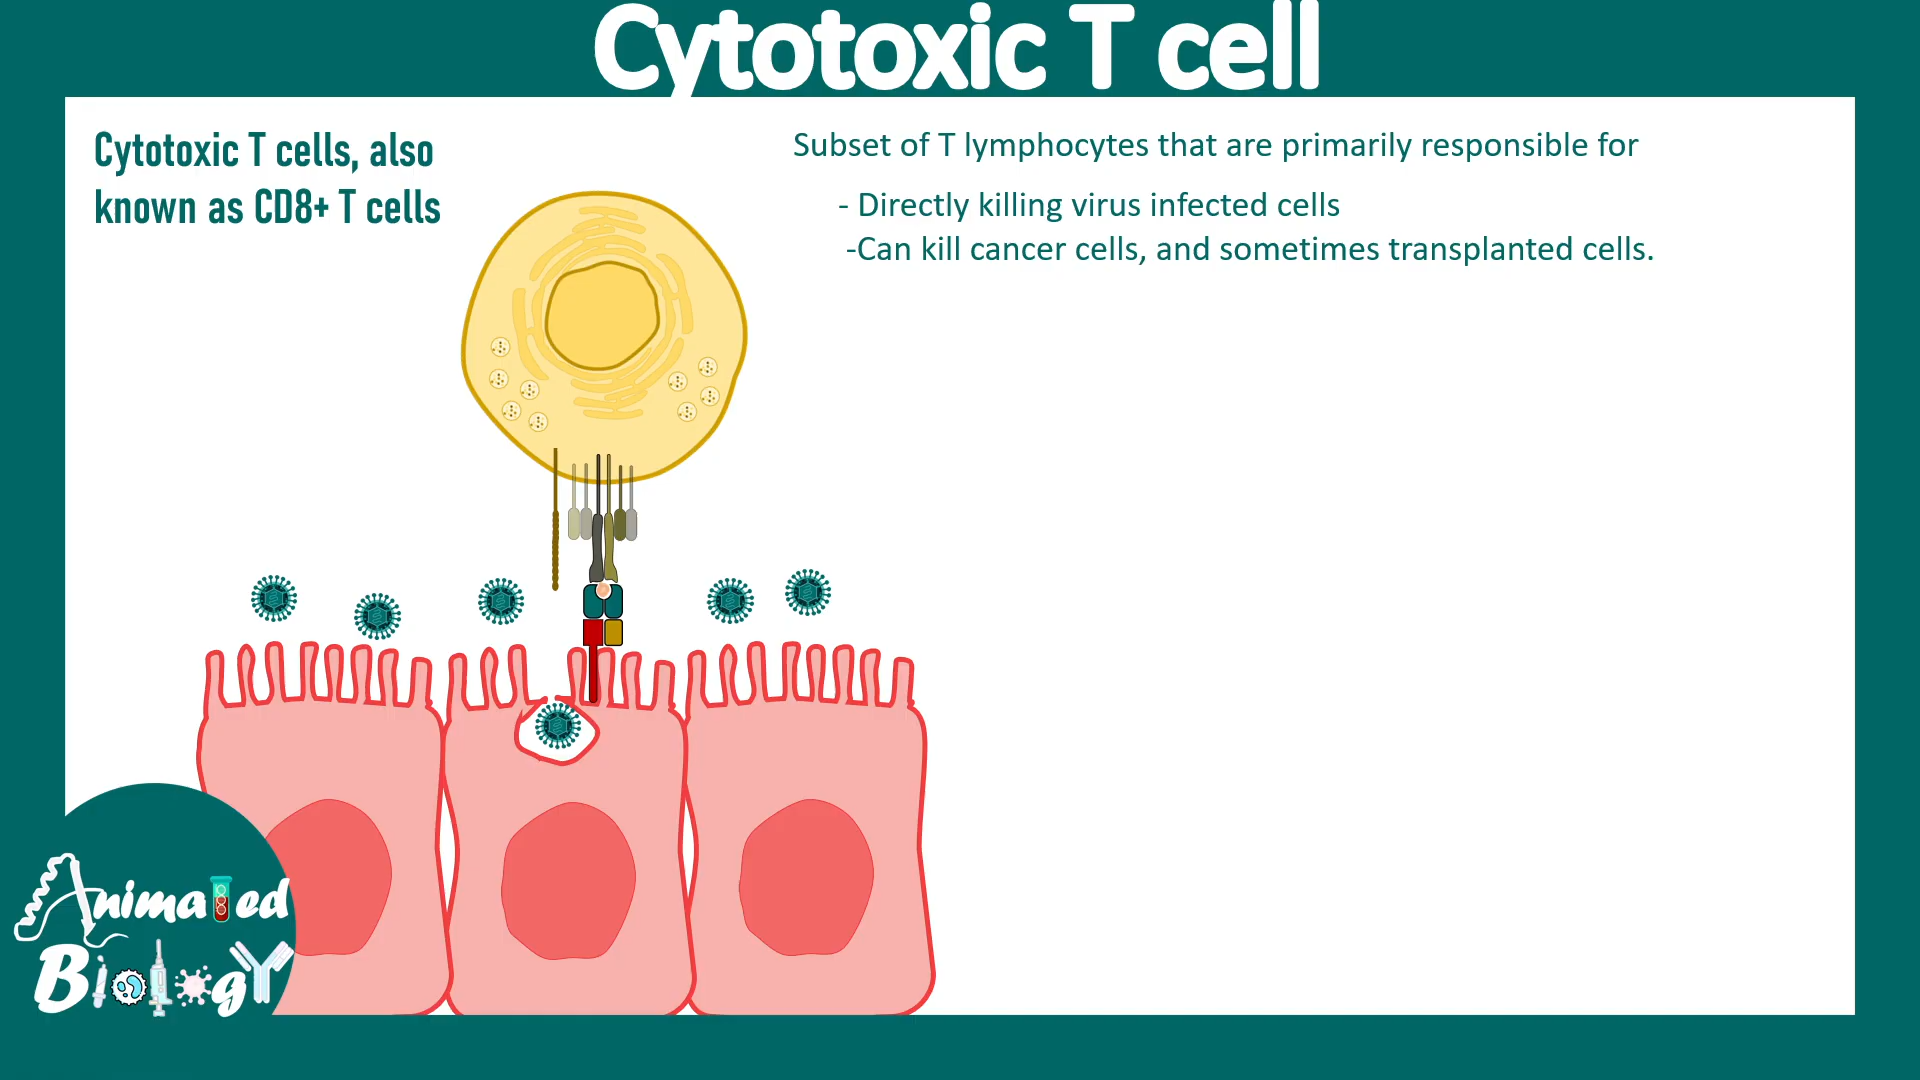 Cytotoxic T cell
Cytotoxic T cells, also
known as CD8+ T cells
Subset of T lymphocytes that are primarily responsible for
- Directly killing virus infected cells
-Can kill cancer cells, and sometimes transplanted cells.
Animated
Biology